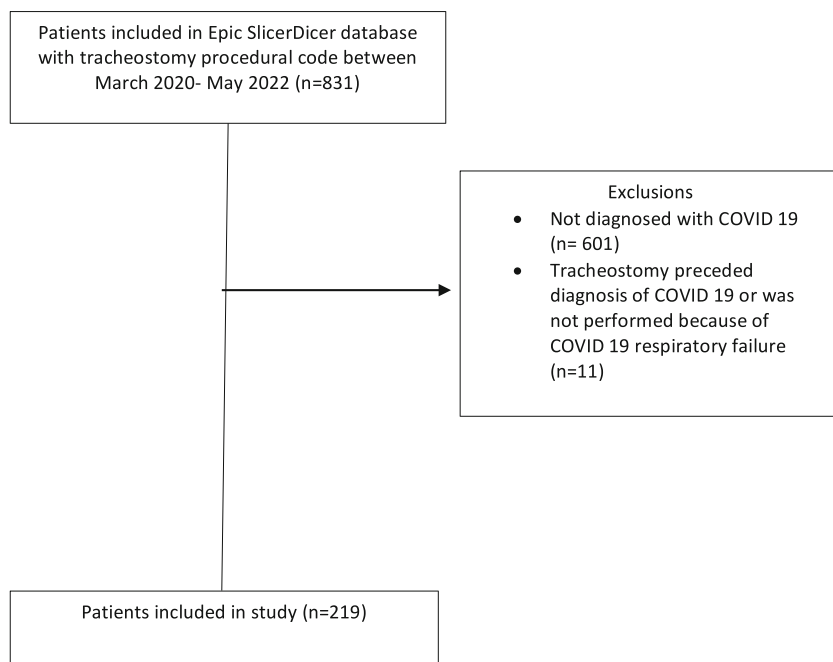 Patients included in Epic SlicerDicer database
with tracheostomy procedural code between
March 2020- May 2022 (n=831)
Exclusions
• Not diagnosed with COVID 19
(n= 601)
• Tracheostomy preceded
diagnosis of COVID 19 or was
not performed because of
COVID 19 respiratory failure
(n=11)
Patients included in study (n=219)